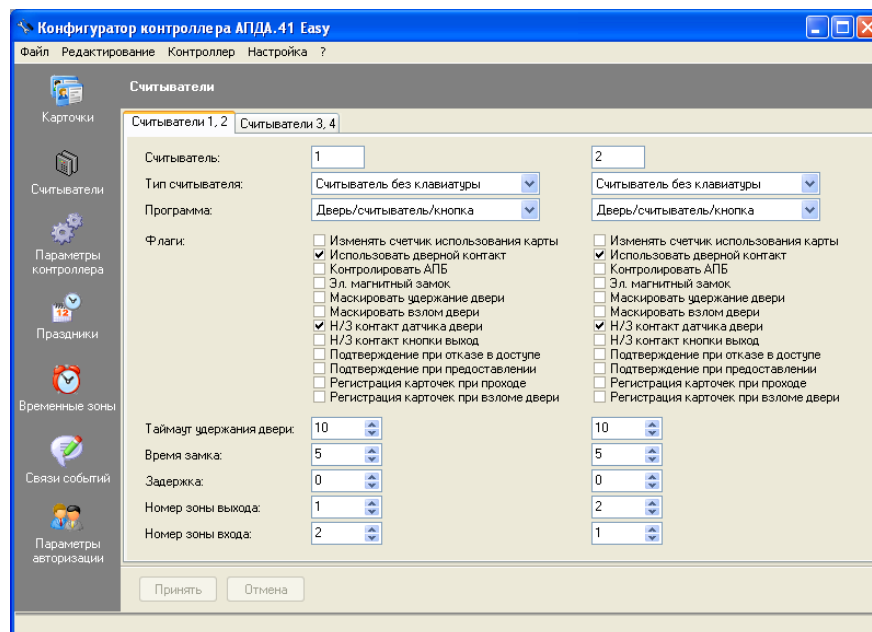 Конфигуратор контроллера АПДА.41 Easy
Файл Редактирование Контроллер Настройка ?
Карточки
Считыватели
Параметры
контроллера
Праздники
Временные зоны
Связи событий
Параметры
авторизации
Считыватели
Считыватели 1, 2 Считыватели 3, 4
Считыватель: 1 2
Тип считывателя: Считыватель без клавиатуры Считыватель без клавиатуры
Программа: Дверь/считыватель/кнопка Дверь/считыватель/кнопка
Флаги: Изменять счетчик использования карты Изменять счетчик использования карты
Использовать дверной контакт Использовать дверной контакт
Контролировать АПБ Контролировать АПБ
Эл. магнитный замок Эл. магнитный замок
Маскировать удержание двери Маскировать удержание двери
Маскировать взлом двери Маскировать взлом двери
Н/З контакт датчика двери Н/З контакт датчика двери
Н/З контакт кнопки выход Н/З контакт кнопки выход
Подтверждение при отказе в доступе Подтверждение при отказе в доступе
Подтверждение при предоставлении Подтверждение при предоставлении
Регистрация карточек при проходе Регистрация карточек при проходе
Регистрация карточек при взломе двери Регистрация карточек при взломе двери
Таймаут удержания двери: 10 10
Время замка: 5 5
Задержка: 0 0
Номер зоны выхода: 1 2
Номер зоны входа: 2 1
Принять Отмена